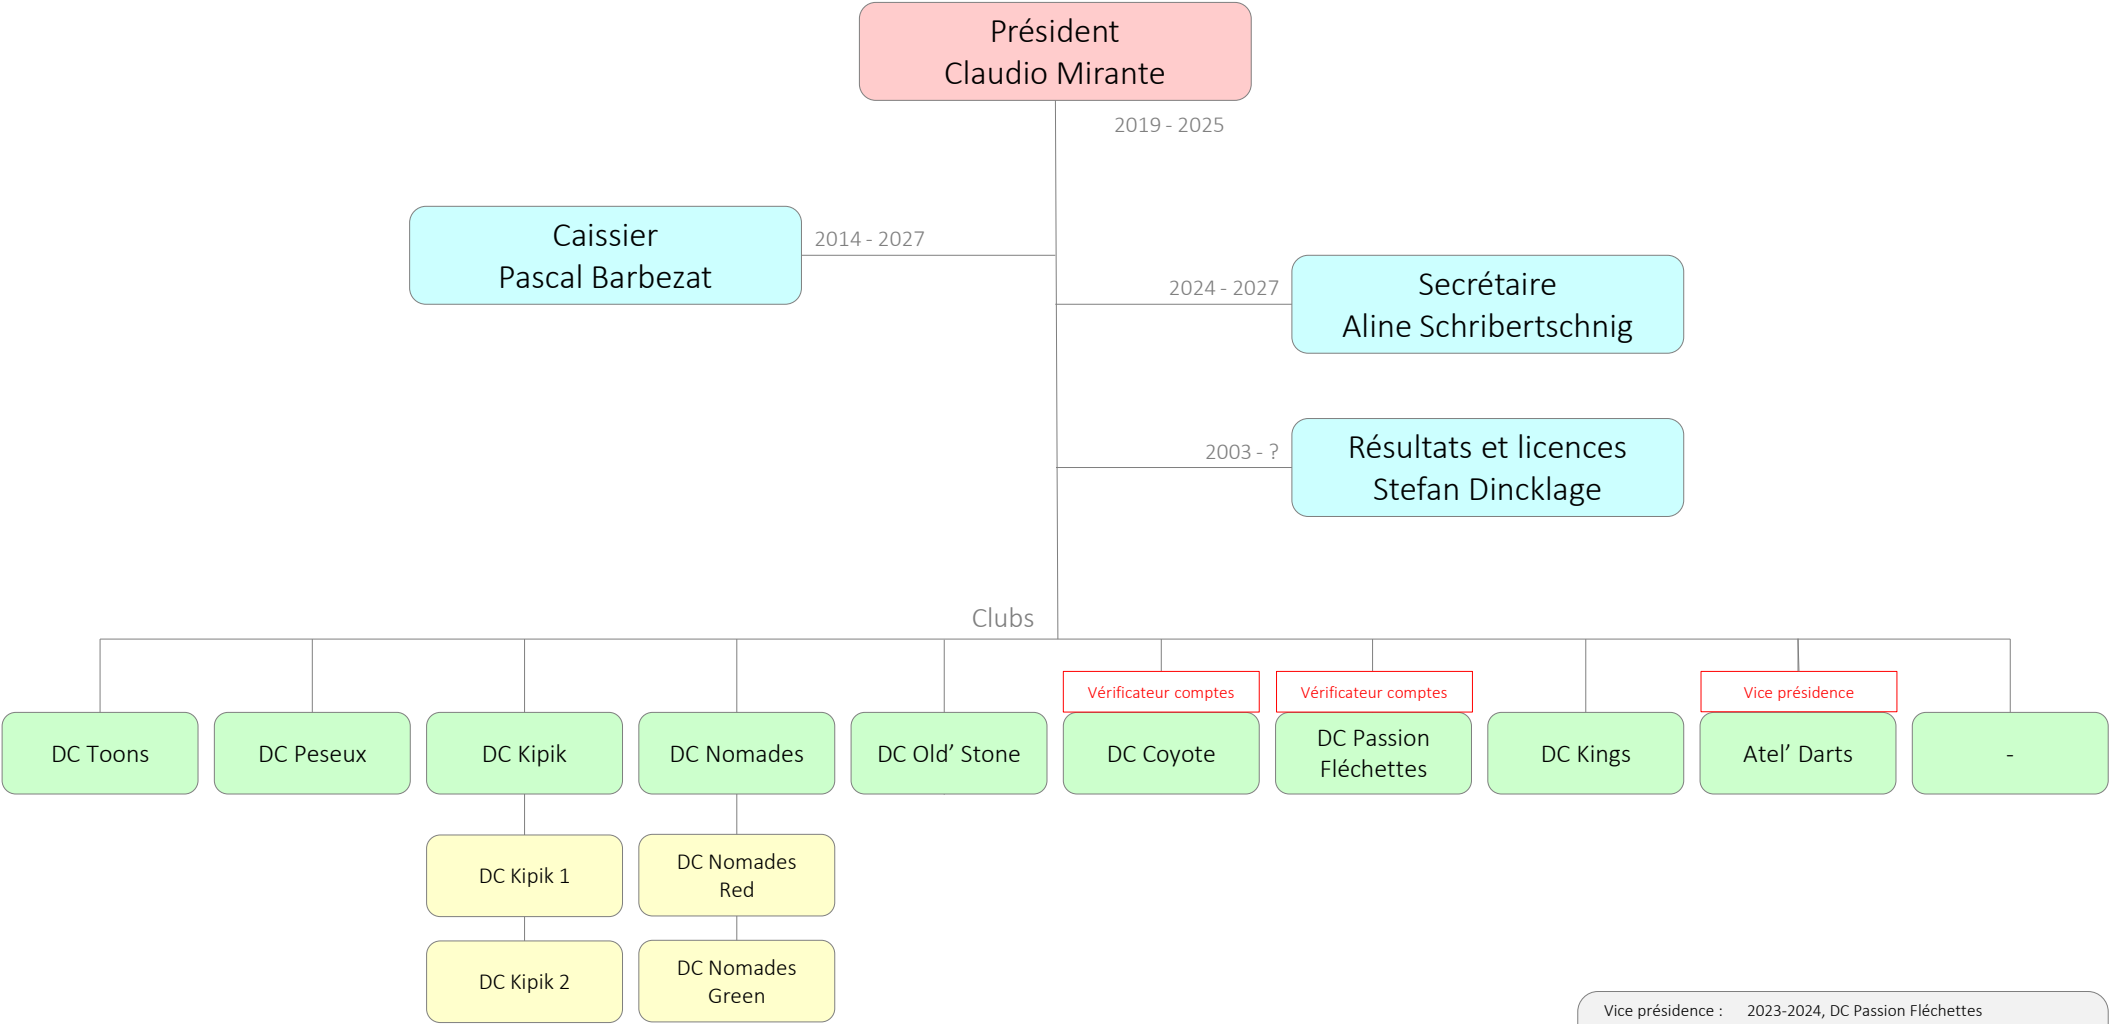 Président
Claudio Mirante
2019 - 2025
Caissier
Pascal Barbezat
2014 - 2027
2024 - 2027
Secrétaire
Aline Schribertschnig
2003 - ?
Résultats et licences
Stefan Dincklage
Clubs
Vérificateur comptes
Vérificateur comptes
Vice présidence
DC Toons
DC Peseux
DC Kipik
DC Nomades
DC Old’ Stone
DC Coyote
DC Passion
Fléchettes
DC Kings
Atel’ Darts
-
DC Kipik 1
DC Nomades
Red
DC Kipik 2
DC Nomades
Green
Vice présidence : 2023-2024, DC Passion Fléchettes